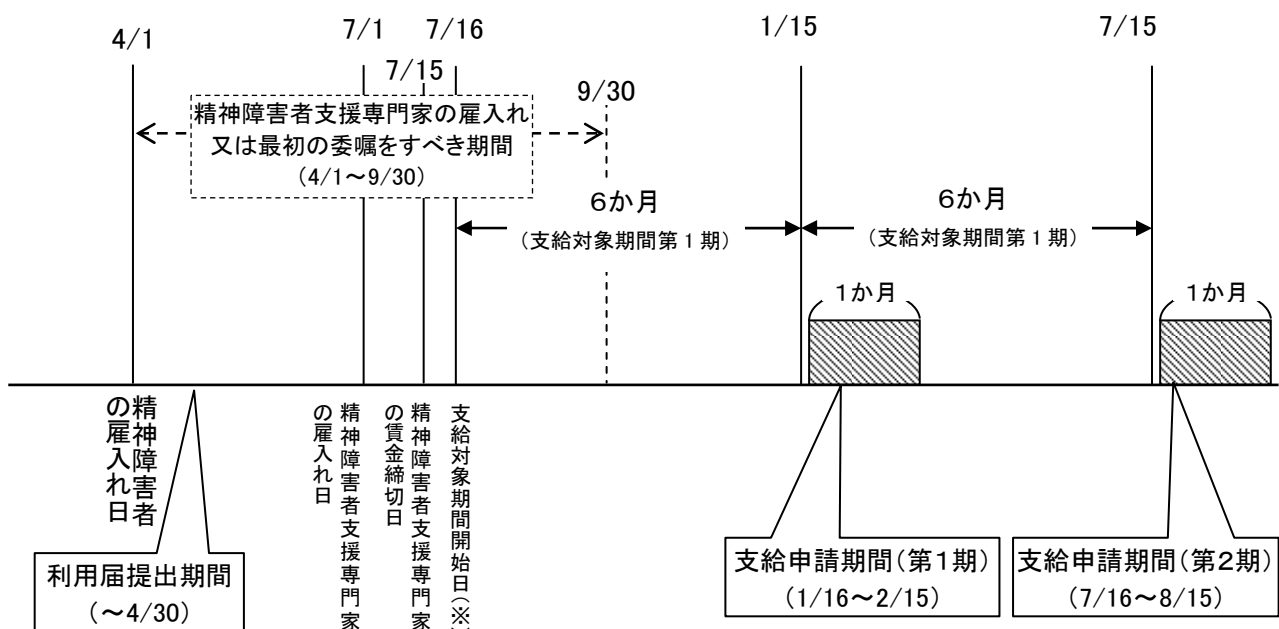 4/1
7/1
7/16
1/15
7/15
7/15
9/30
精神障害者支援専門家の雇入れ
又は最初の委嘱をすべき期間
(4/1～9/30)
6か月
(支給対象期間第1期)
6か月
(支給対象期間第1期)
1か月
1か月
精神障害者
の雇入れ日
精神障害者支援専門家
の雇入れ日
精神障害者支援専門家
の賃金締切日
支給対象期間開始日(※)
利用届提出期間
(～4/30)
支給申請期間(第1期)
(1/16～2/15)
支給申請期間(第2期)
(7/16～8/15)